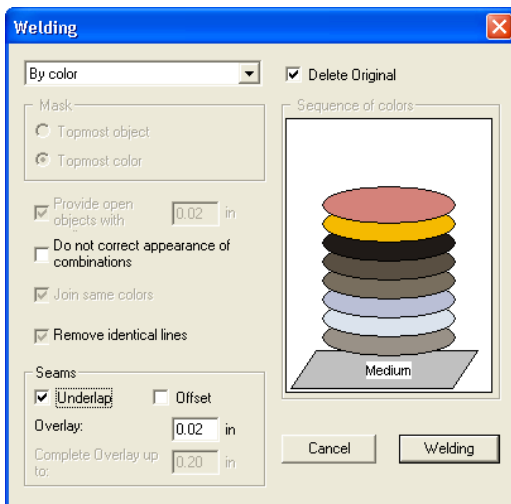 Welding
By color
Delete Original
Mask
Topmost object
Topmost color
Provide open
objects with
0.02 in
Do not correct appearance of
combinations
Join same colors
Remove identical lines
Seams
Underlap
Offset
Overlay:
0.02 in
Complete Overlay up
to:
0.20 in
Sequence of colors
Medium
Cancel
Welding